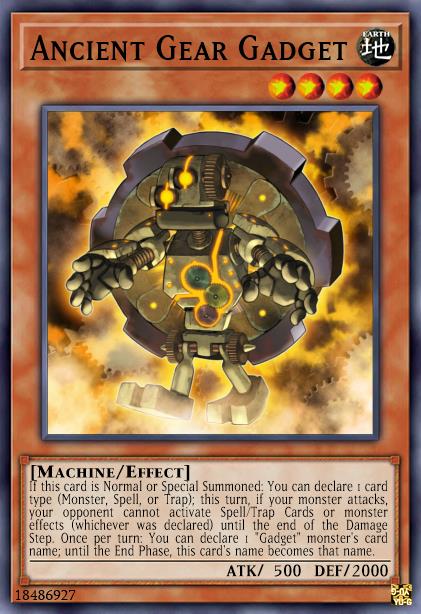 ANCIENT GEAR GADGET
EARTH
地
[MACHINE/EFFECT]
If this card is Normal or Special Summoned: You can declare 1 card
type (Monster, Spell, or Trap); this turn, if your monster attacks,
your opponent cannot activate Spell/Trap Cards or monster
effects (whichever was declared) until the end of the Damage
Step. Once per turn: You can declare 1 "Gadget" monster's card
name; until the End Phase, this card's name becomes that name.
ATK/ 500 DEF/2000
18486927